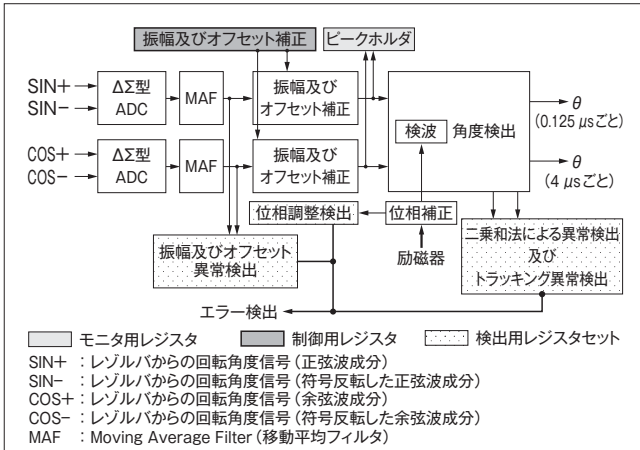 振幅及びオフセット補正
ピークホルダ
SIN+
SIN−
ΔΣ型
ADC
MAF
振幅及び
オフセット補正
検波
角度検出
θ
(0.125 μsごと)
COS+
COS−
ΔΣ型
ADC
MAF
振幅及び
オフセット補正
θ
(4 μsごと)
位相調整検出
位相補正
励磁器
振幅及びオフセット
異常検出
二乗和法による異常検出
及び
トラッキング異常検出
エラー検出
モニタ用レジスタ
制御用レジスタ
検出用レジスタセット
SIN+ : レゾルバからの回転角度信号(正弦波成分)
SIN− : レゾルバからの回転角度信号(符号反転した正弦波成分)
COS+ : レゾルバからの回転角度信号(余弦波成分)
COS− : レゾルバからの回転角度信号(符号反転した余弦波成分)
MAF : Moving Average Filter(移動平均フィルタ)